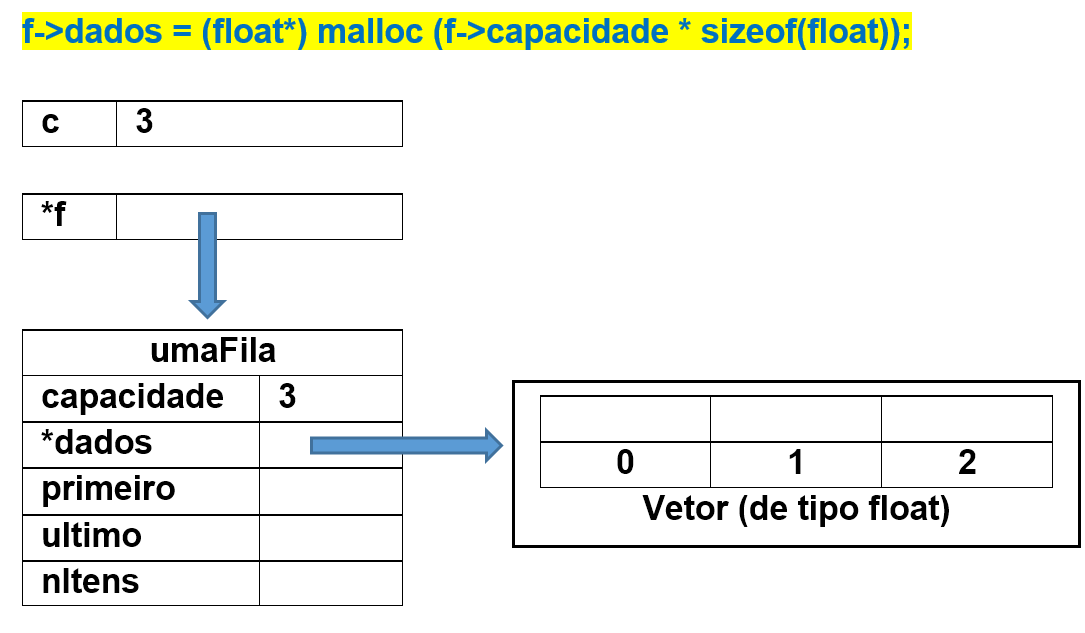 f->dados = (float*) malloc (f->capacidade * sizeof(float));
c 3
*f
umaFila
capacidade 3
*dados
primeiro
ultimo
nItens
0 1 2
Vetor (de tipo float)